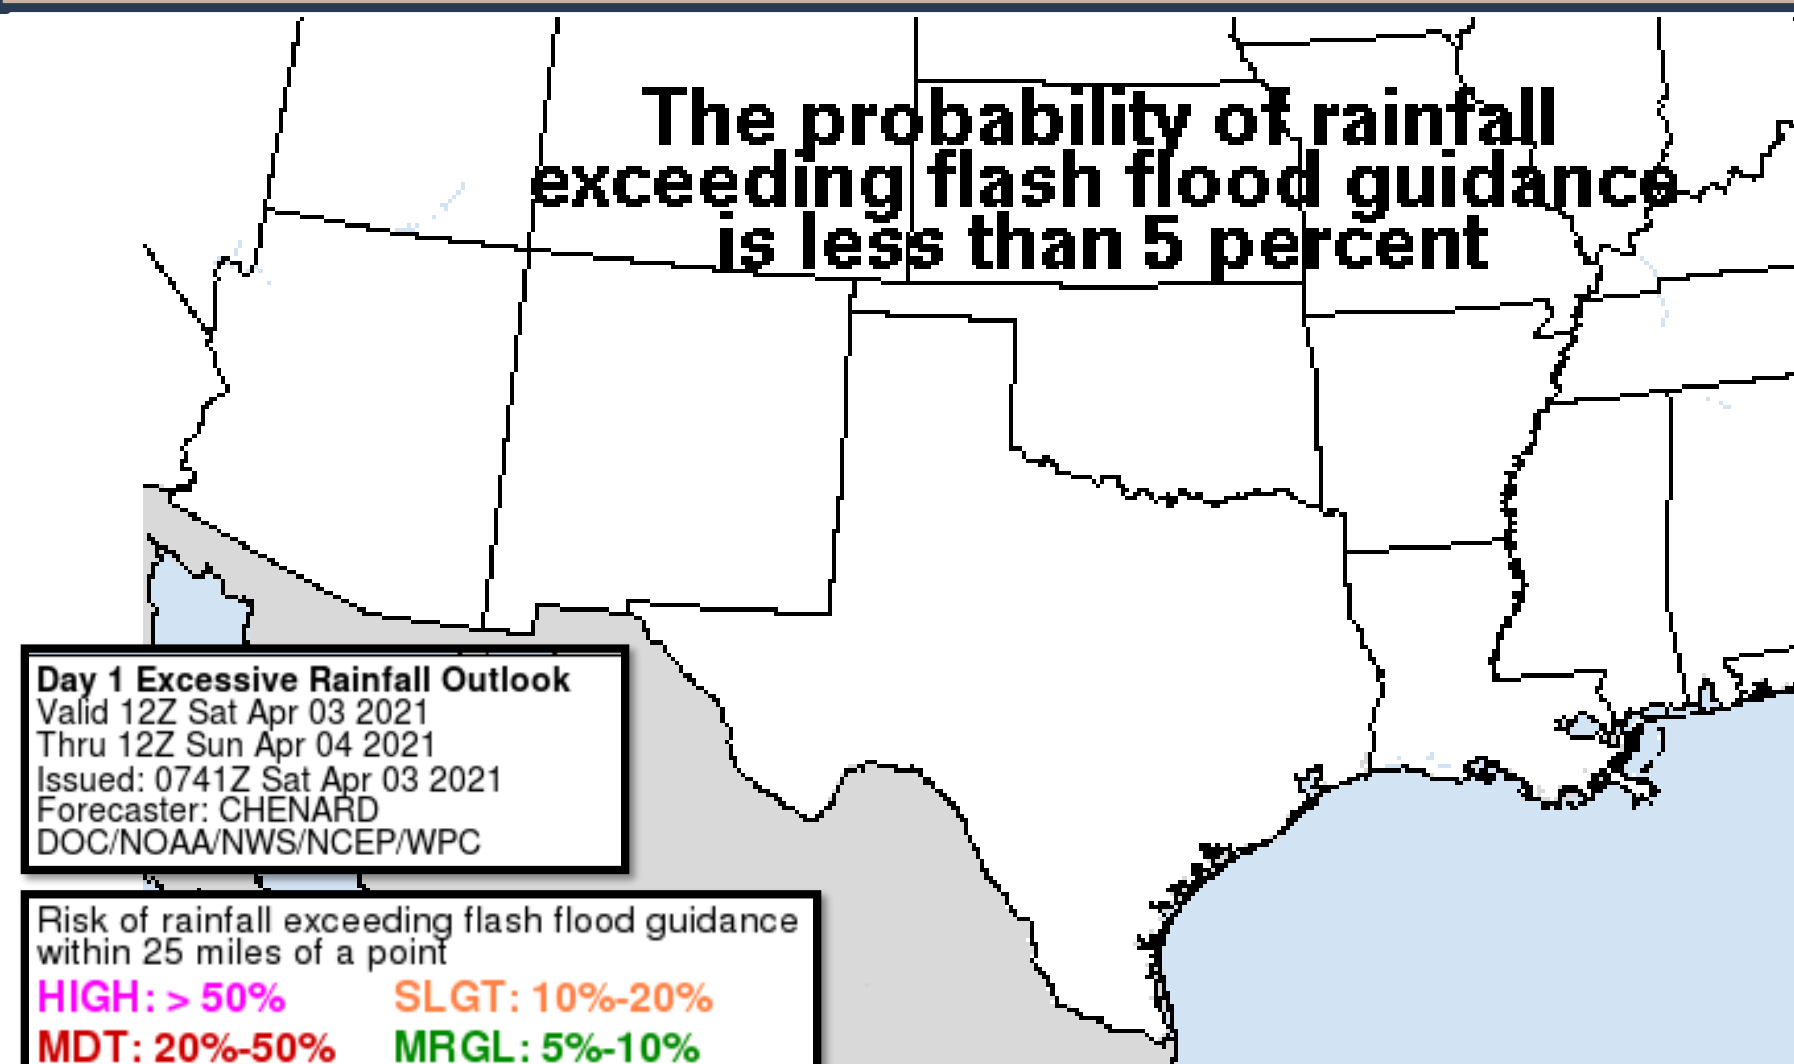 The probability of rainfall
exceeding flash flood guidance
is less than 5 percent
Day 1 Excessive Rainfall Outlook
Valid 12Z Sat Apr 03 2021
Thru 12Z Sun Apr 04 2021
Issued: 0741Z Sat Apr 03 2021
Forecaster: CHENARD
DOC/NOAA/NWS/NCEP/WPC
Risk of rainfall exceeding flash flood guidance
within 25 miles of a point
HIGH: > 50% SLGT: 10%-20%
MDT: 20%-50% MRGL: 5%-10%